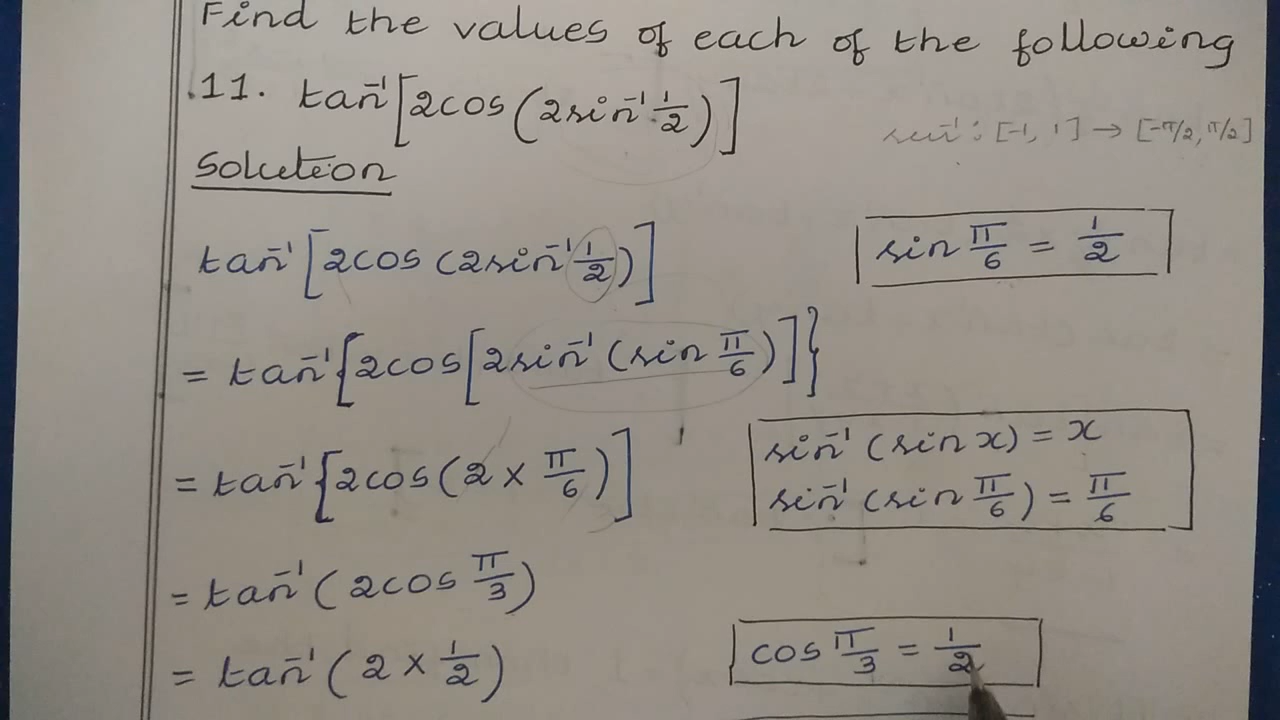 Find the values of each of the following
.11. tan⁻¹[2cos(2sin⁻¹ 1/2)]
sin⁻¹: [-1, 1] → [-π/2, π/2]
Solution
tan⁻¹[2cos(2sin⁻¹ 1/2)]
sin π/6 = 1/2
= tan⁻¹{2cos[2sin⁻¹(sin π/6)]}
sin⁻¹(sin x) = x
= tan⁻¹{2cos(2 × π/6)]
sin⁻¹(sin π/6) = π/6
= tan⁻¹(2cos π/3)
= tan⁻¹(2 × 1/2)
cos π/3 = 1/2